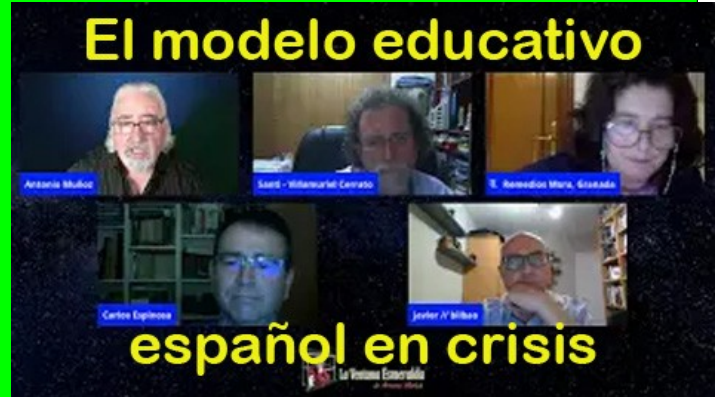 El modelo educativo
Antonio Muñoz
Santi - Villamuriel Cerrato
T. Remedios Mora, Granada
Carlos Espinosa
javier // bilbao
español en crisis
La Ventana Esmeralda